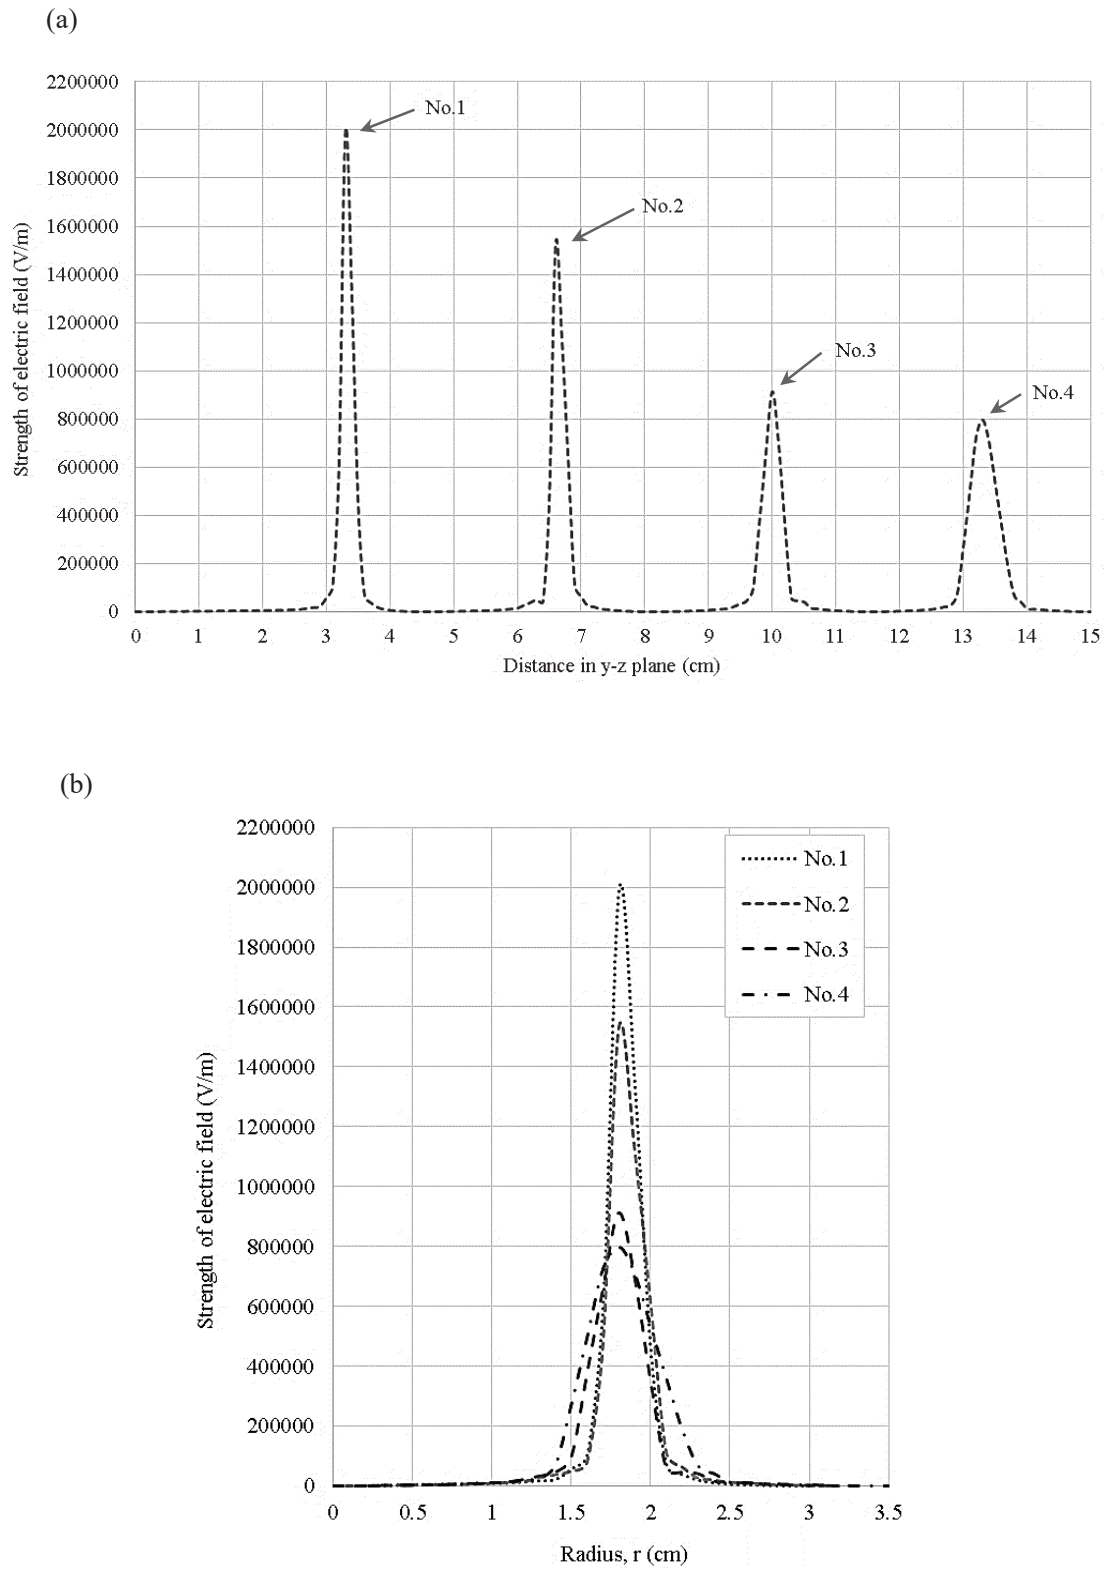 (a)
2200000
2000000
1800000
1600000
1400000
1200000
1000000
800000
600000
400000
200000
0
Strength of electric field (V/m)
No.1
No.2
No.3
No.4
0 1 2 3 4 5 6 7 8 9 10 11 12 13 14 15
Distance in y-z plane (cm)
(b)
2200000
2000000
1800000
1600000
1400000
1200000
1000000
800000
600000
400000
200000
0
Strength of electric field (V/m)
No.1
No.2
No.3
No.4
0 0.5 1 1.5 2 2.5 3 3.5
Radius, r (cm)